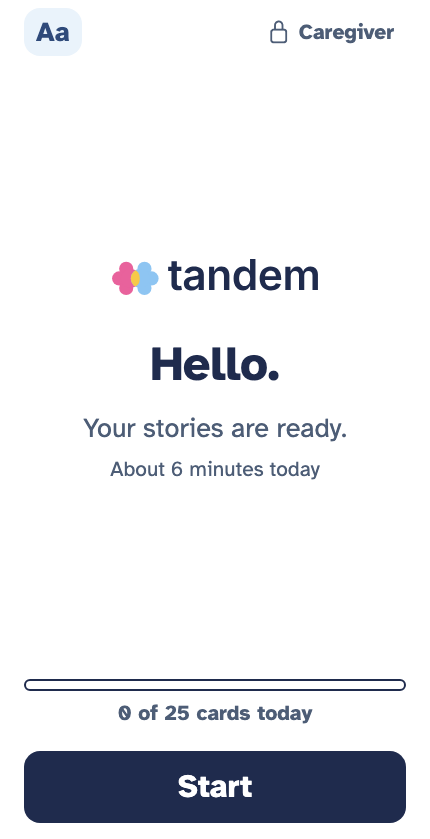 Aa
Caregiver
tandem
Hello.
Your stories are ready.
About 6 minutes today
0 of 25 cards today
Start